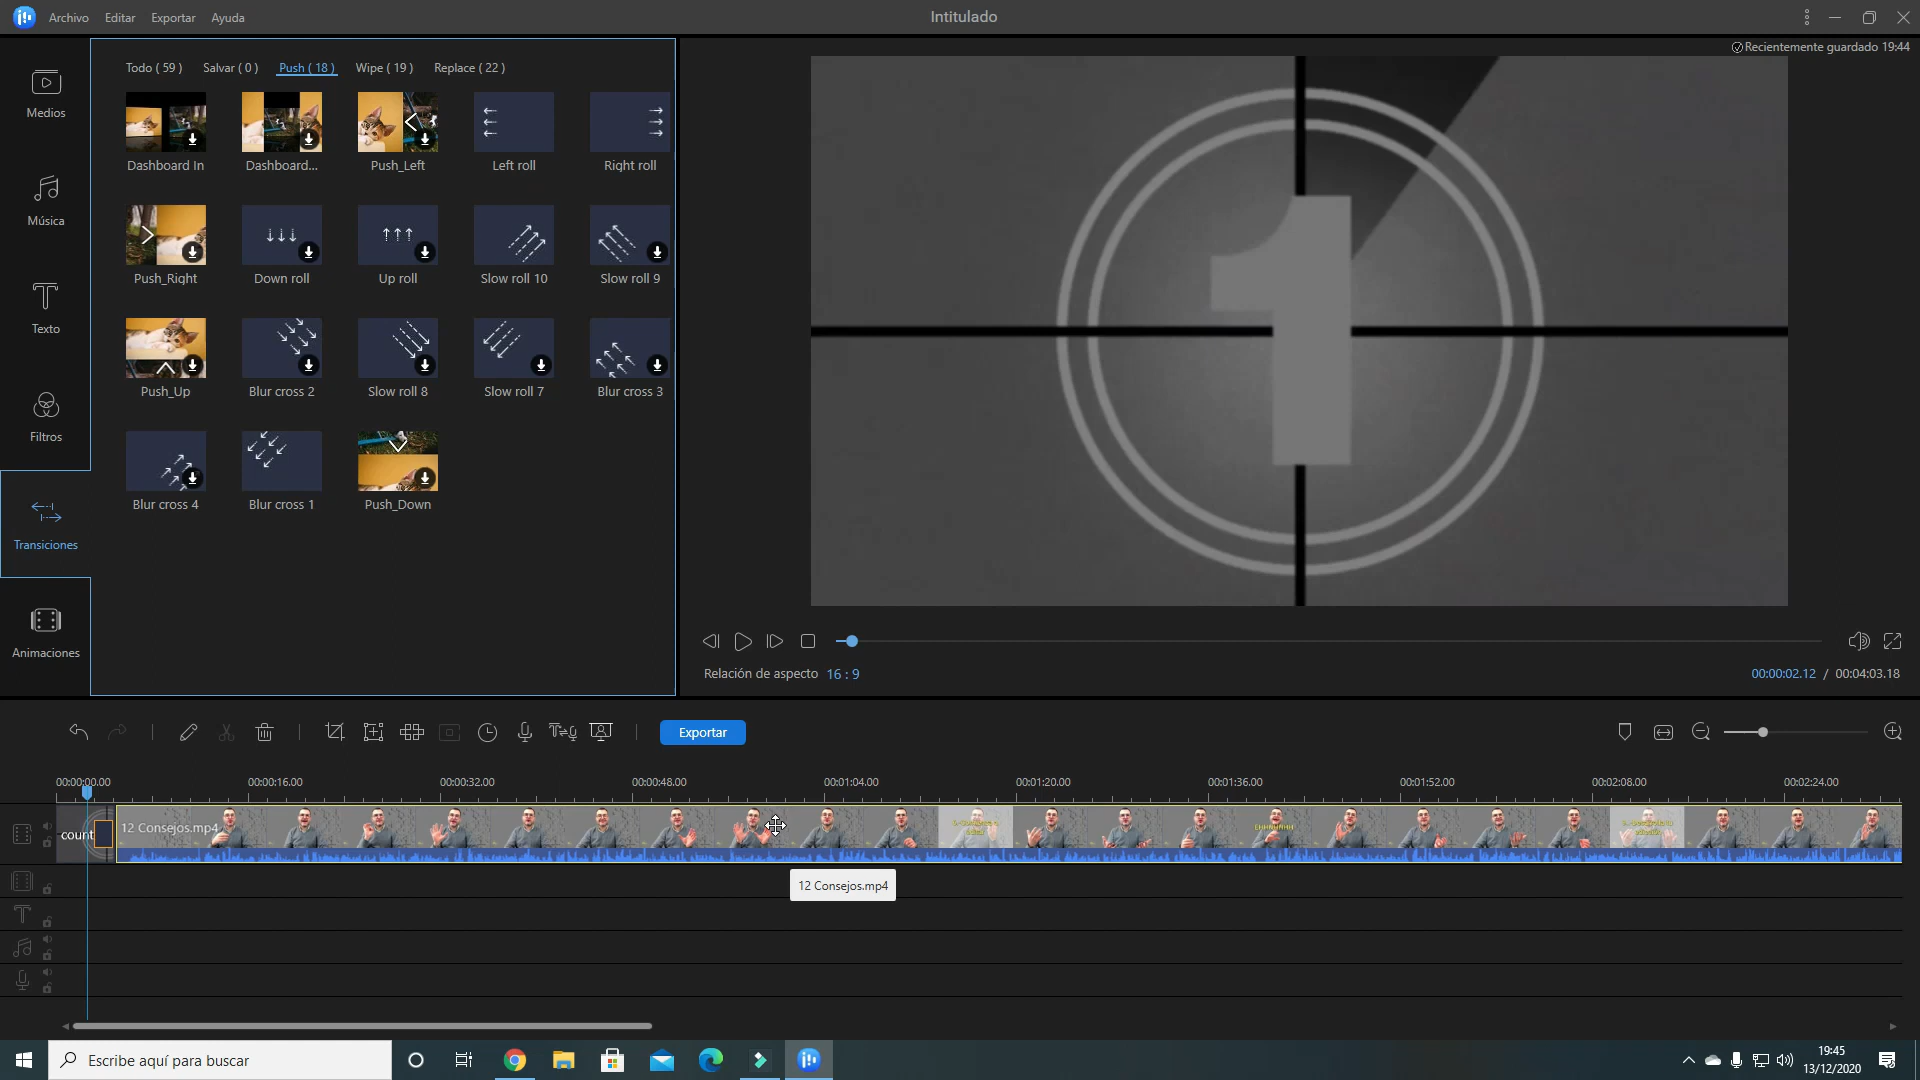 Archivo Editar Exportar Ayuda
Intitulado
Recientemente guardado 19:44
Medios
Música
Texto
Filtros
Transiciones
Animaciones
Todo ( 59 ) Salvar ( 0 ) Push ( 18 ) Wipe ( 19 ) Replace ( 22 )
Dashboard In Dashboard... Push_Left Left roll Right roll
Push_Right Down roll Up roll Slow roll 10 Slow roll 9
Push_Up Blur cross 2 Slow roll 8 Slow roll 7 Blur cross 3
Blur cross 4 Blur cross 1 Push_Down
1
Relación de aspecto 16 : 9
00:00:02.12 / 00:04:03.18
Exportar
00:00:00.00 00:00:16.00 00:00:32.00 00:00:48.00 00:01:04.00 00:01:20.00 00:01:36.00 00:01:52.00 00:02:08.00 00:02:24.00
count
12 Consejos.mp4
12 Consejos.mp4
Escribe aquí para buscar
19:45
13/12/2020